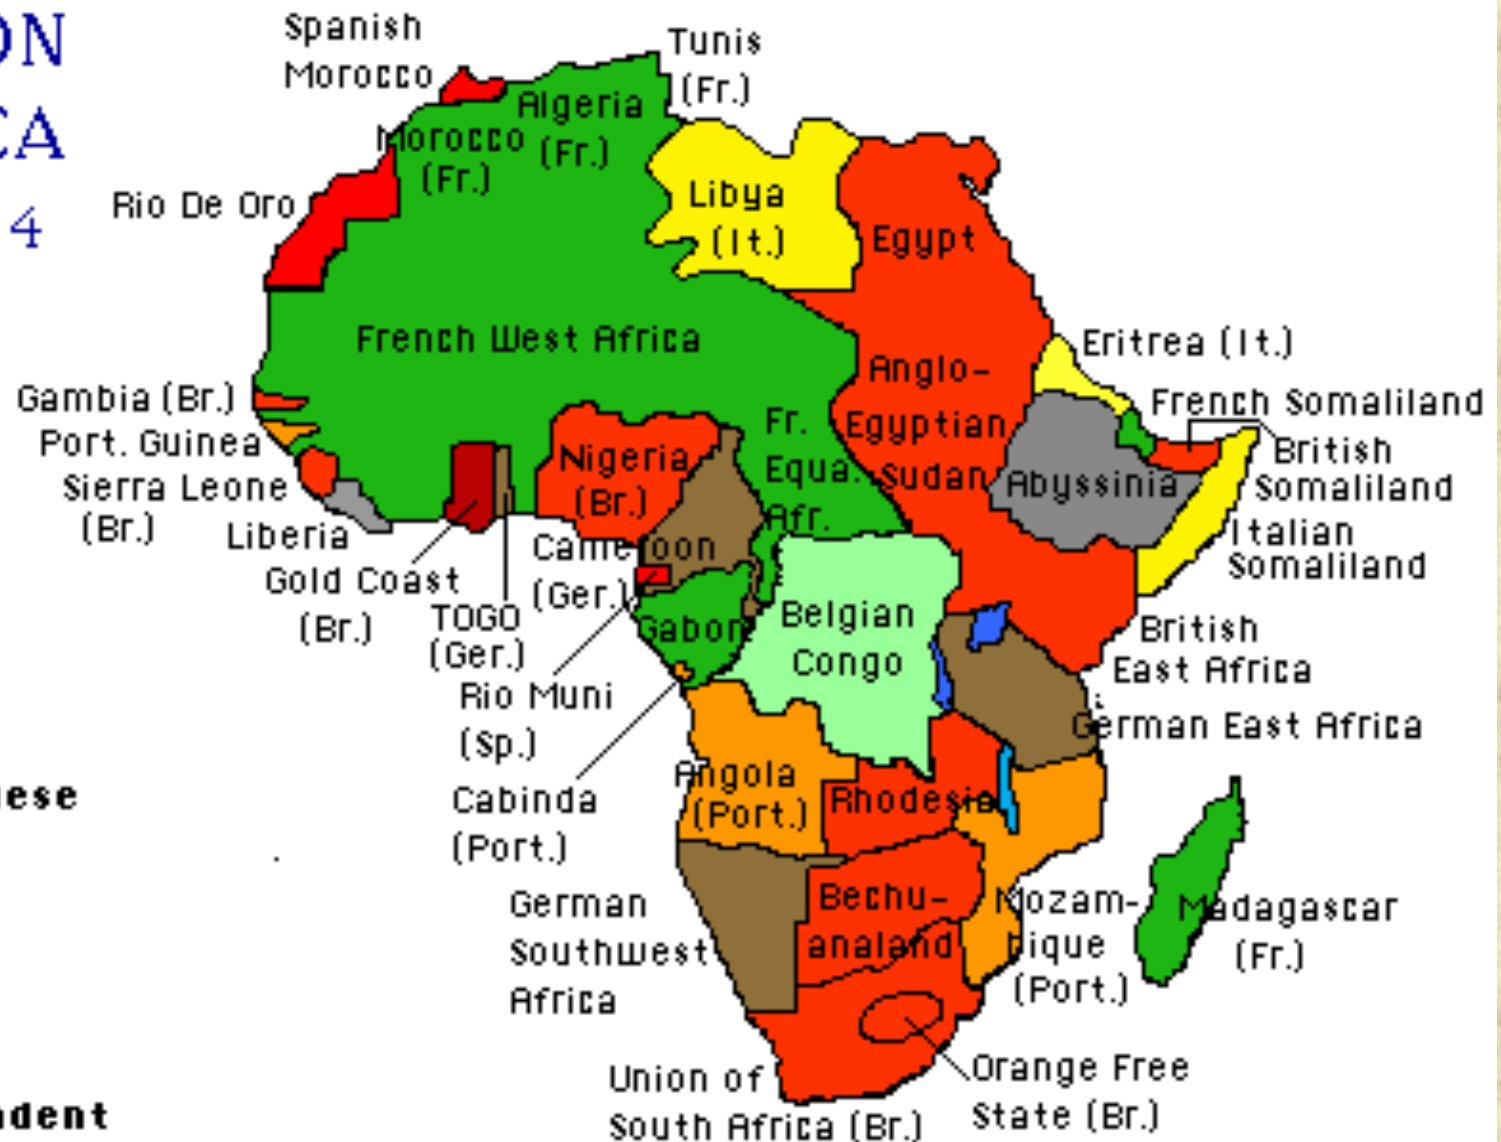 ON
CA
4
Spanish
Morocco
Tunis
(Fr.)
Algeria
(Fr.)
Morocco
(Fr.)
Rio De Oro
Libya
(It.)
Egypt
French West Africa
Eritrea (It.)
Anglo-
Egyptian
Sudan
French Somaliland
Gambia (Br.)
Port. Guinea
Sierra Leone
(Br.)
Liberia
Gold Coast
(Br.)
TOGO
(Ger.)
Nigeria
(Br.)
Fr.
Equa.
Afr.
Abyssinia
British
Somaliland
Italian
Somaliland
Cameroon
(Ger.)
Gabon
Belgian
Congo
British
East Africa
Rio Muni
(Sp.)
German East Africa
Cabinda
(Port.)
Angola
(Port.)
Rhodesia
uese
German
Southwest
Africa
Bechu-
analand
Mozam-
bique
(Port.)
Madagascar
(Fr.)
Union of
South Africa (Br.)
Orange Free
State (Br.)
ndent